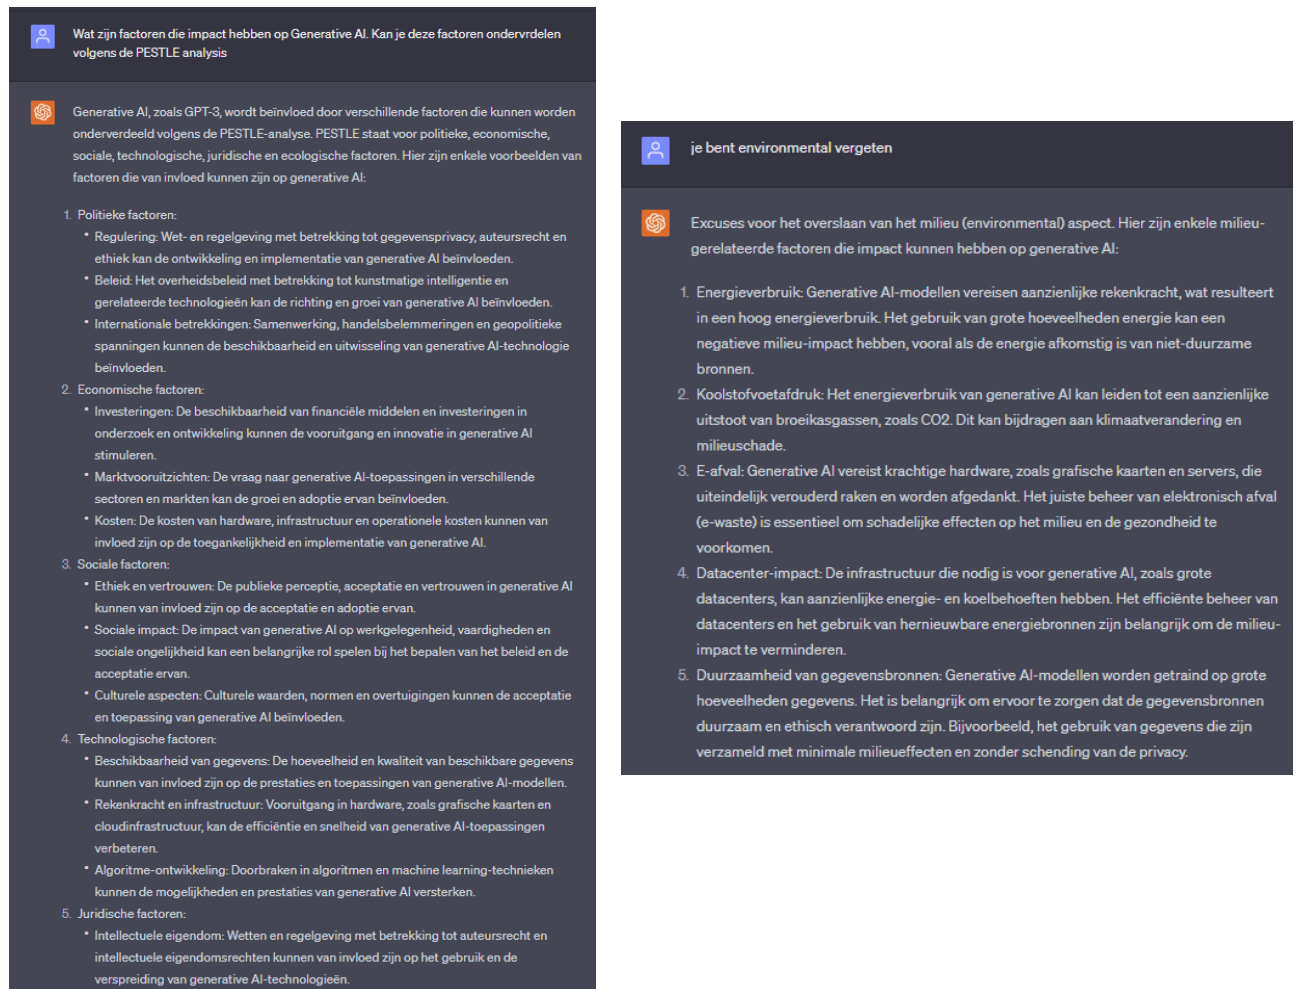 Wat zijn factoren die impact hebben op Generative AI. Kan je deze factoren ondervrdelen
volgens de PESTLE analysis
Generative AI, zoals GPT-3, wordt beïnvloed door verschillende factoren die kunnen worden
onderverdeeld volgens de PESTLE-analyse. PESTLE staat voor politieke, economische,
sociale, technologische, juridische en ecologische factoren. Hier zijn enkele voorbeelden van
factoren die van invloed kunnen zijn op generative AI:
1. Politieke factoren:
• Regulering: Wet- en regelgeving met betrekking tot gegevensprivacy, auteursrecht en
ethiek kan de ontwikkeling en implementatie van generative AI beïnvloeden.
• Beleid: Het overheidsbeleid met betrekking tot kunstmatige intelligentie en
gerelateerde technologieën kan de richting en groei van generative AI beïnvloeden.
• Internationale betrekkingen: Samenwerking, handelsbelemmeringen en geopolitieke
spanningen kunnen de beschikbaarheid en uitwisseling van generative AI-technologie
beïnvloeden.
2. Economische factoren:
• Investeringen: De beschikbaarheid van financiële middelen en investeringen in
onderzoek en ontwikkeling kunnen de vooruitgang en innovatie in generative AI
stimuleren.
• Marktvooruitzichten: De vraag naar generative AI-toepassingen in verschillende
sectoren en markten kan de groei en adoptie ervan beïnvloeden.
• Kosten: De kosten van hardware, infrastructuur en operationele kosten kunnen van
invloed zijn op de toegankelijkheid en implementatie van generative AI.
3. Sociale factoren:
• Ethiek en vertrouwen: De publieke perceptie, acceptatie en vertrouwen in generative AI
kunnen van invloed zijn op de acceptatie en adoptie ervan.
• Sociale impact: De impact van generative AI op werkgelegenheid, vaardigheden en
sociale ongelijkheid kan een belangrijke rol spelen bij het bepalen van het beleid en de
acceptatie ervan.
• Culturele aspecten: Culturele waarden, normen en overtuigingen kunnen de acceptatie
en toepassing van generative AI beïnvloeden.
4. Technologische factoren:
• Beschikbaarheid van gegevens: De hoeveelheid en kwaliteit van beschikbare gegevens
kunnen van invloed zijn op de prestaties en toepassingen van generative AI-modellen.
• Rekenkracht en infrastructuur: Vooruitgang in hardware, zoals grafische kaarten en
cloudinfrastructuur, kan de efficiëntie en snelheid van generative AI-toepassingen
verbeteren.
• Algoritme-ontwikkeling: Doorbraken in algoritmen en machine learning-technieken
kunnen de mogelijkheden en prestaties van generative AI versterken.
5. Juridische factoren:
• Intellectuele eigendom: Wetten en regelgeving met betrekking tot auteursrecht en
intellectuele eigendomsrechten kunnen van invloed zijn op het gebruik en de
verspreiding van generative AI-technologieën.
je bent environmental vergeten
Excuses voor het overslaan van het milieu (environmental) aspect. Hier zijn enkele milieu-
gerelateerde factoren die impact kunnen hebben op generative AI:
1. Energieverbruik: Generative AI-modellen vereisen aanzienlijke rekenkracht, wat resulteert
in een hoog energieverbruik. Het gebruik van grote hoeveelheden energie kan een
negatieve milieu-impact hebben, vooral als de energie afkomstig is van niet-duurzame
bronnen.
2. Koolstofvoetafdruk: Het energieverbruik van generative AI kan leiden tot een aanzienlijke
uitstoot van broeikasgassen, zoals CO2. Dit kan bijdragen aan klimaatverandering en
milieuschade.
3. E-afval: Generative AI vereist krachtige hardware, zoals grafische kaarten en servers, die
uiteindelijk verouderd raken en worden afgedankt. Het juiste beheer van elektronisch afval
(e-waste) is essentieel om schadelijke effecten op het milieu en de gezondheid te
voorkomen.
4. Datacenter-impact: De infrastructuur die nodig is voor generative AI, zoals grote
datacenters, kan aanzienlijke energie- en koelbehoeften hebben. Het efficiënte beheer van
datacenters en het gebruik van hernieuwbare energiebronnen zijn belangrijk om de milieu-
impact te verminderen.
5. Duurzaamheid van gegevensbronnen: Generative AI-modellen worden getraind op grote
hoeveelheden gegevens. Het is belangrijk om ervoor te zorgen dat de gegevensbronnen
duurzaam en ethisch verantwoord zijn. Bijvoorbeeld, het gebruik van gegevens die zijn
verzameld met minimale milieueffecten en zonder schending van de privacy.